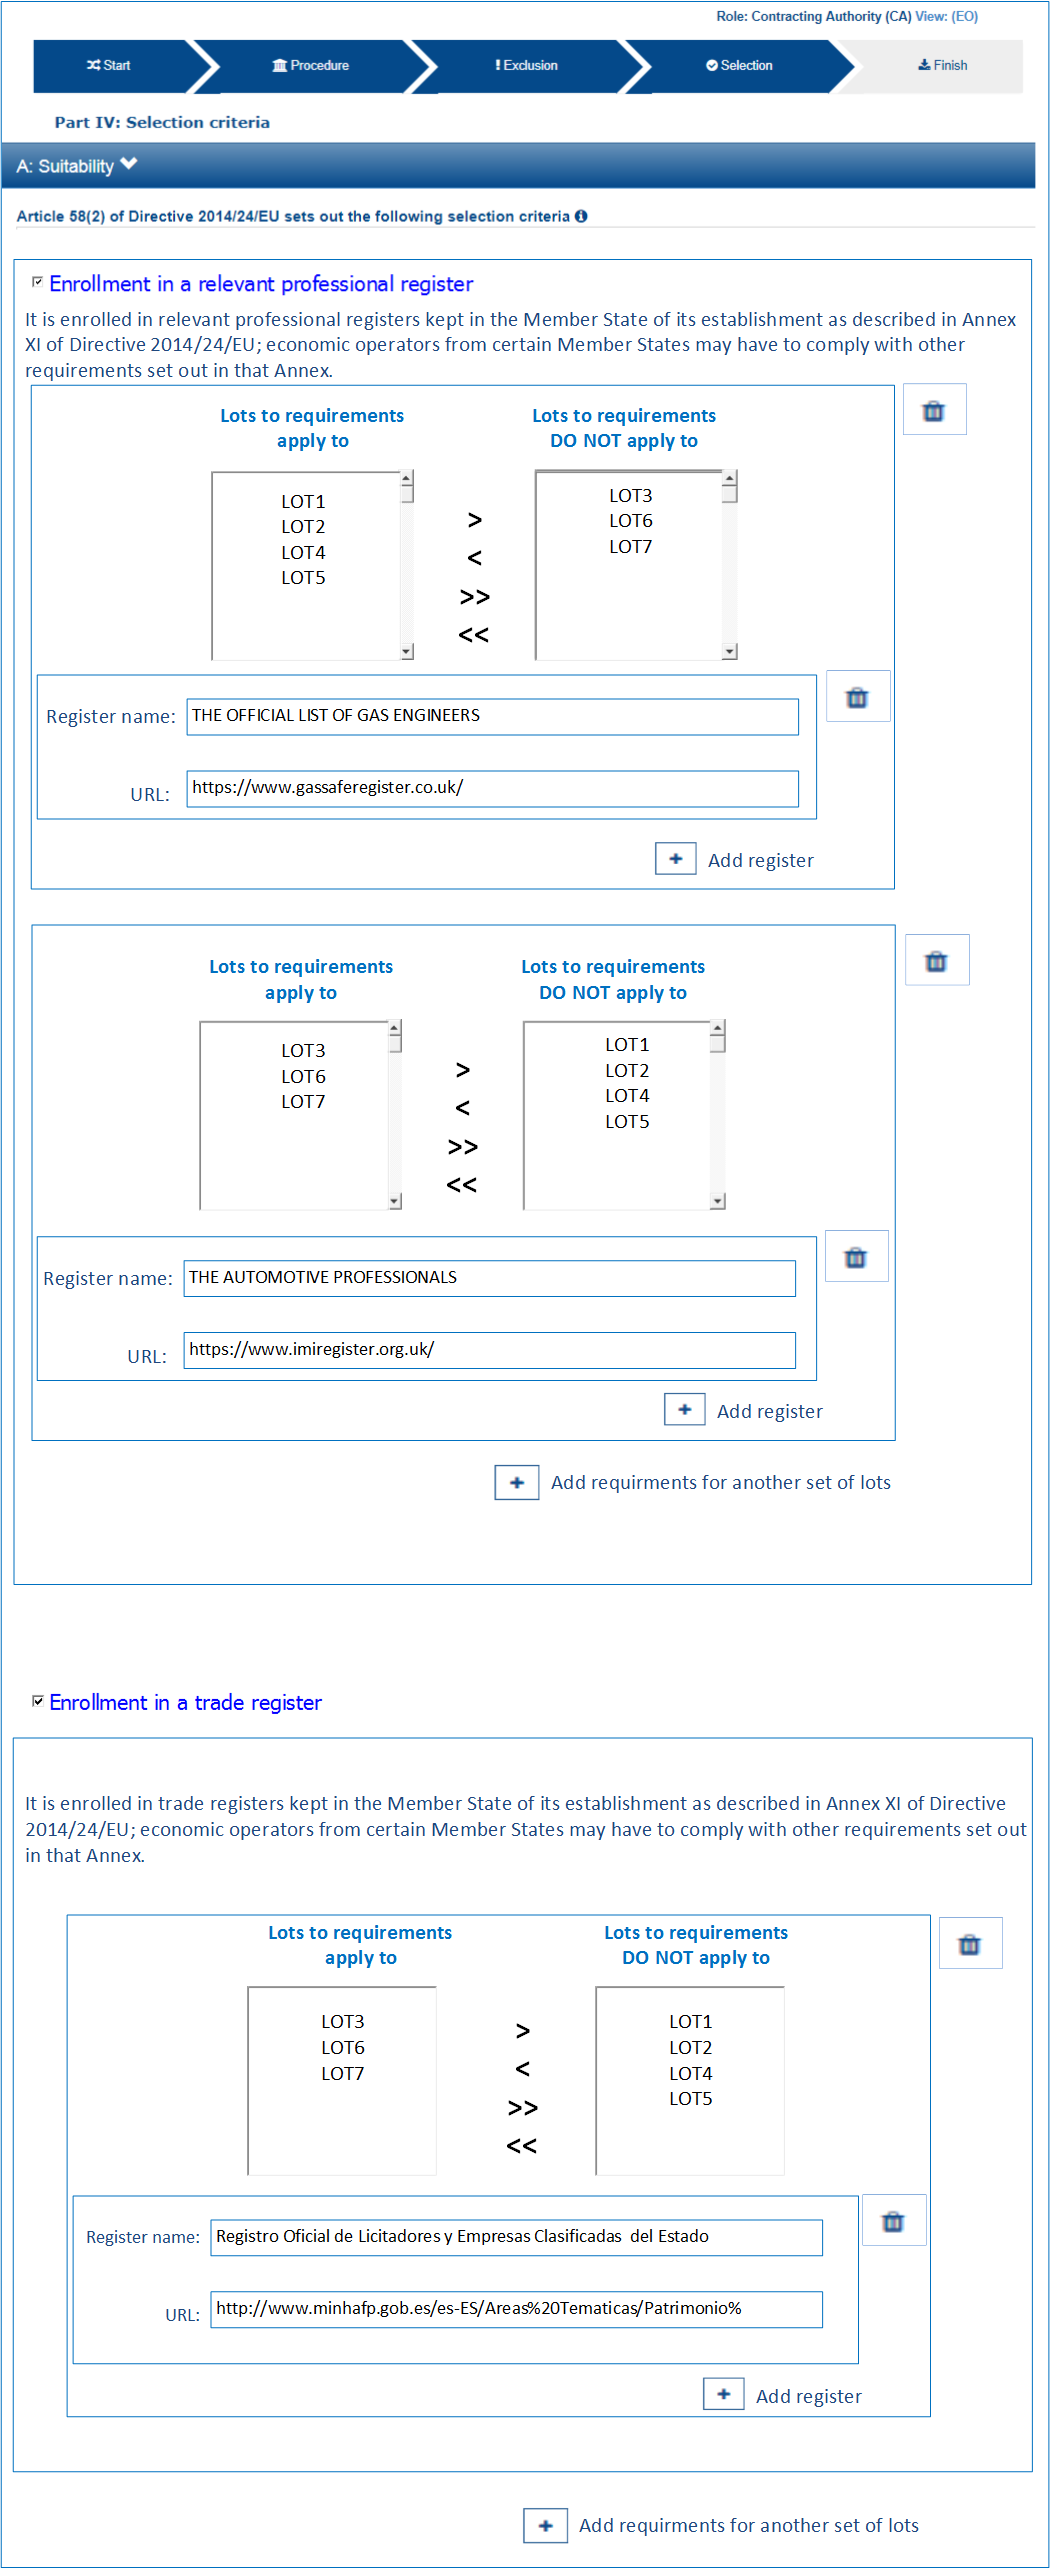 Role: Contracting Authority (CA) View: (EO)
Start
Procedure
Exclusion
Selection
Finish
Part IV: Selection criteria
A: Suitability
Article 58(2) of Directive 2014/24/EU sets out the following selection criteria
Enrollment in a relevant professional register
It is enrolled in relevant professional registers kept in the Member State of its establishment as described in Annex
XI of Directive 2014/24/EU; economic operators from certain Member States may have to comply with other
requirements set out in that Annex.
Lots to requirements
apply to
Lots to requirements
DO NOT apply to
LOT1
LOT2
LOT4
LOT5
>
<
>>
<<
LOT3
LOT6
LOT7
Register name: THE OFFICIAL LIST OF GAS ENGINEERS
URL: https://www.gassaferegister.co.uk/
+ Add register
Lots to requirements
apply to
Lots to requirements
DO NOT apply to
LOT3
LOT6
LOT7
>
<
>>
<<
LOT1
LOT2
LOT4
LOT5
Register name: THE AUTOMOTIVE PROFESSIONALS
URL: https://www.imiregister.org.uk/
+ Add register
+ Add requirments for another set of lots
Enrollment in a trade register
It is enrolled in trade registers kept in the Member State of its establishment as described in Annex XI of Directive
2014/24/EU; economic operators from certain Member States may have to comply with other requirements set out
in that Annex.
Lots to requirements
apply to
Lots to requirements
DO NOT apply to
LOT3
LOT6
LOT7
>
<
>>
<<
LOT1
LOT2
LOT4
LOT5
Register name: Registro Oficial de Licitadores y Empresas Clasificadas  del Estado
URL: http://www.minhafp.gob.es/es-ES/Areas%20Tematicas/Patrimonio%
+ Add register
+ Add requirments for another set of lots